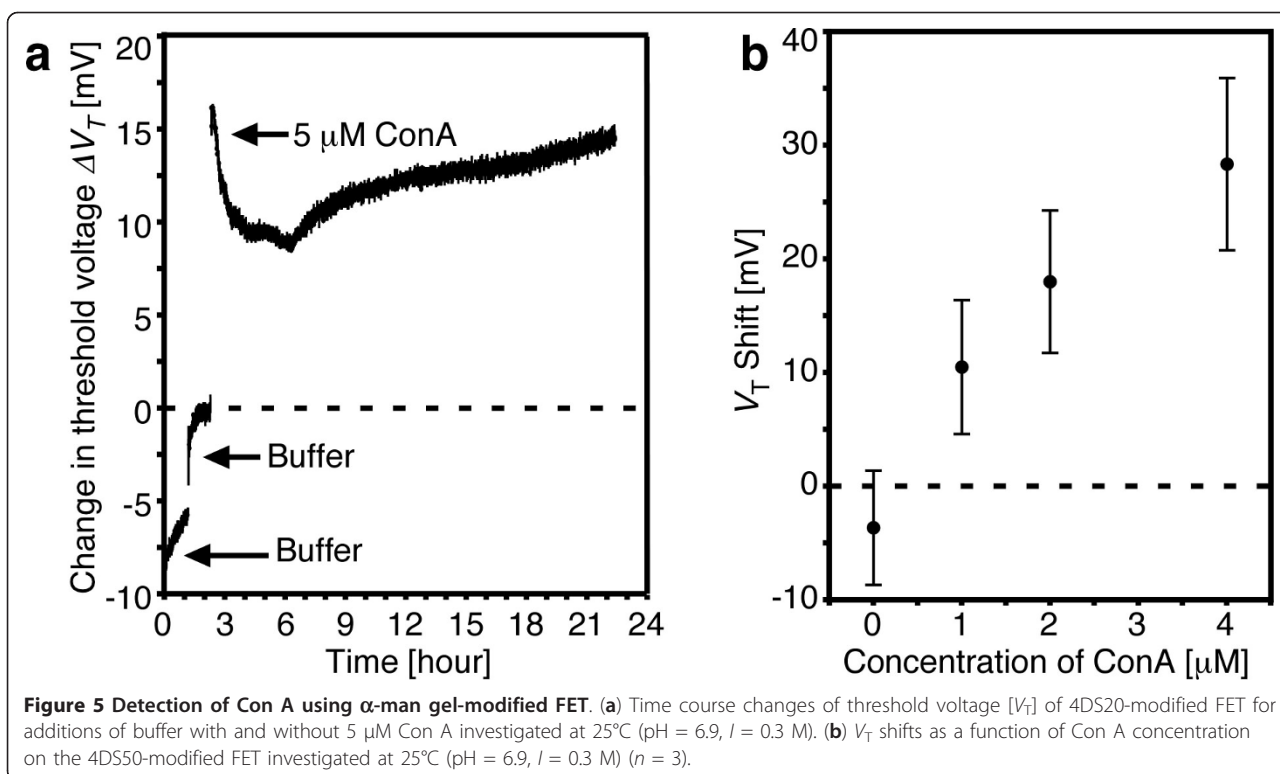 a
20
15
10
5
0
-5
-10
Change in threshold voltage ΔV_T [mV]
5 μM ConA
Buffer
Buffer
0 3 6 9 12 15 18 21 24
Time [hour]
b
40
30
20
10
0
-10
V_T Shift [mV]
0 1 2 3 4
Concentration of ConA [μM]
Figure 5 Detection of Con A using α-man gel-modified FET. (a) Time course changes of threshold voltage [V_T] of 4DS20-modified FET for
additions of buffer with and without 5 μM Con A investigated at 25°C (pH = 6.9, I = 0.3 M). (b) V_T shifts as a function of Con A concentration
on the 4DS50-modified FET investigated at 25°C (pH = 6.9, I = 0.3 M) (n = 3).